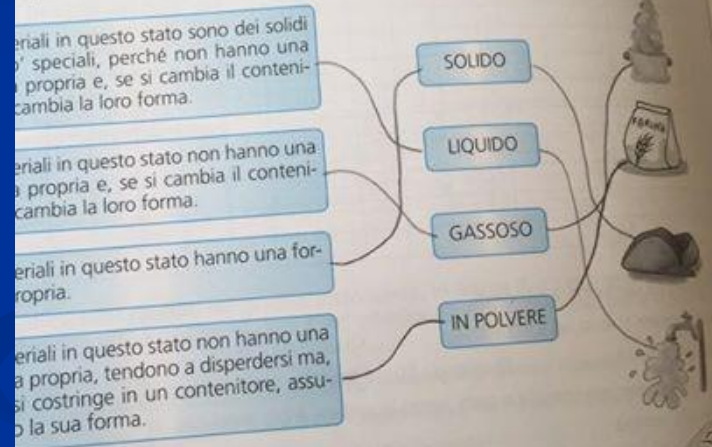 eriali in questo stato sono dei solidi
o' speciali, perché non hanno una
propria e, se si cambia il conteni-
cambia la loro forma.
eriali in questo stato non hanno una
a propria e, se si cambia il conteni-
cambia la loro forma.
eriali in questo stato hanno una for-
ropria.
eriali in questo stato non hanno una
a propria, tendono a disperdersi ma,
si costringe in un contenitore, assu-
o la sua forma.
SOLIDO
LIQUIDO
GASSOSO
IN POLVERE
FARINA